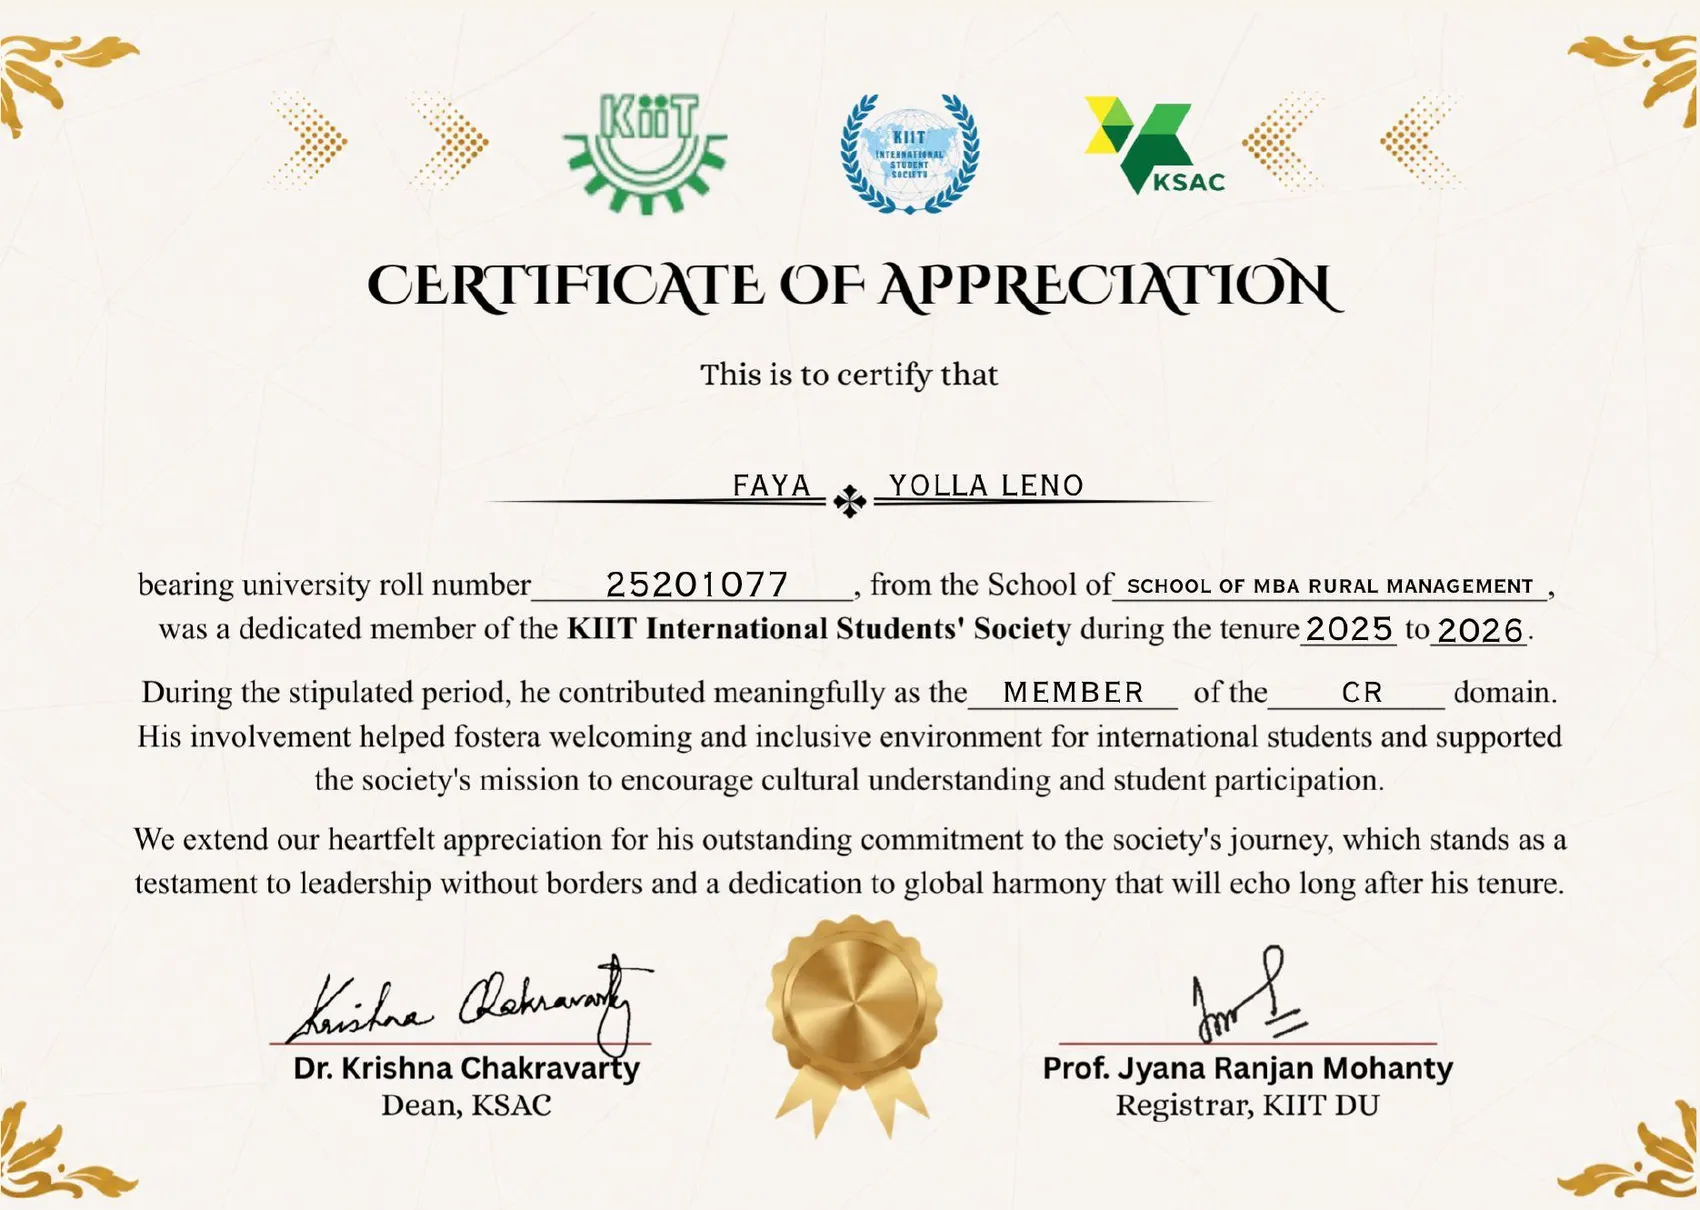 KiiT
KIIT
INTERNATIONAL
STUDENT
SOCIETY
KSAC
CERTIFICATE OF APPRECIATION
This is to certify that
FAYA YOLLA LENO
bearing university roll number 25201077, from the School of SCHOOL OF MBA RURAL MANAGEMENT,
was a dedicated member of the KIIT International Students' Society during the tenure 2025 to 2026.
During the stipulated period, he contributed meaningfully as the MEMBER of the CR domain.
His involvement helped fostera welcoming and inclusive environment for international students and supported
the society's mission to encourage cultural understanding and student participation.
We extend our heartfelt appreciation for his outstanding commitment to the society's journey, which stands as a
testament to leadership without borders and a dedication to global harmony that will echo long after his tenure.
Krishna Chakravarty
Dr. Krishna Chakravarty
Dean, KSAC
Prof. Jyana Ranjan Mohanty
Registrar, KIIT DU